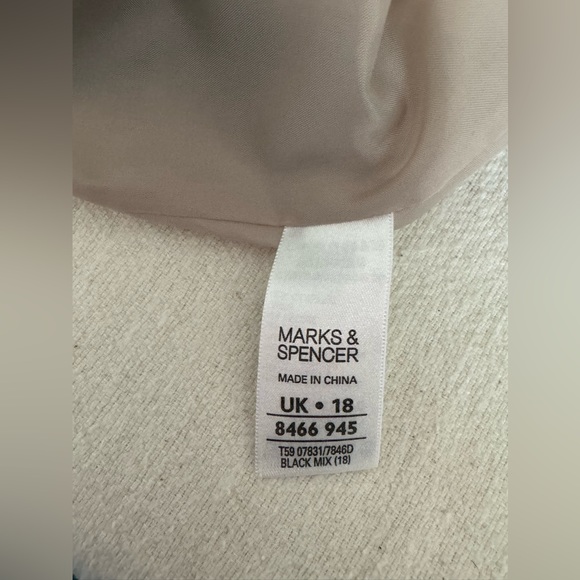 MARKS &
SPENCER
MADE IN CHINA
UK • 18
8466 945
T59 07831/7846D
BLACK MIX (18)